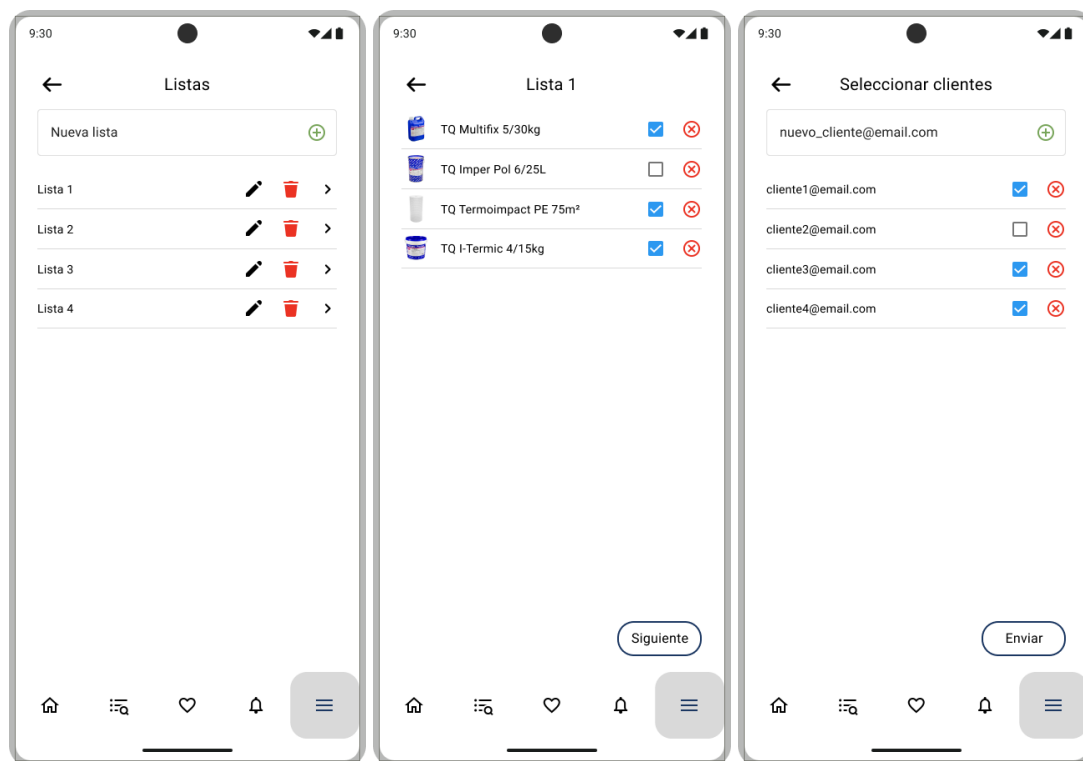 9:30
Listas
Nueva lista
Lista 1
Lista 2
Lista 3
Lista 4
9:30
Lista 1
TQ Multifix 5/30kg
TQ Imper Pol 6/25L
TQ Termoimpact PE 75m²
TQ I-Termic 4/15kg
Siguiente
9:30
Seleccionar clientes
nuevo_cliente@email.com
cliente1@email.com
cliente2@email.com
cliente3@email.com
cliente4@email.com
Enviar